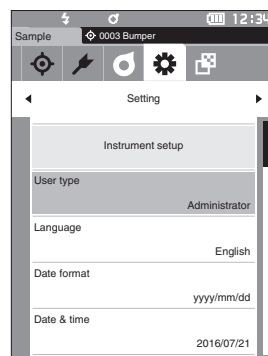 12:34
Sample
0003 Bumper
Setting
Instrument setup
User type
Administrator
Language
English
Date format
yyyy/mm/dd
Date & time
2016/07/21